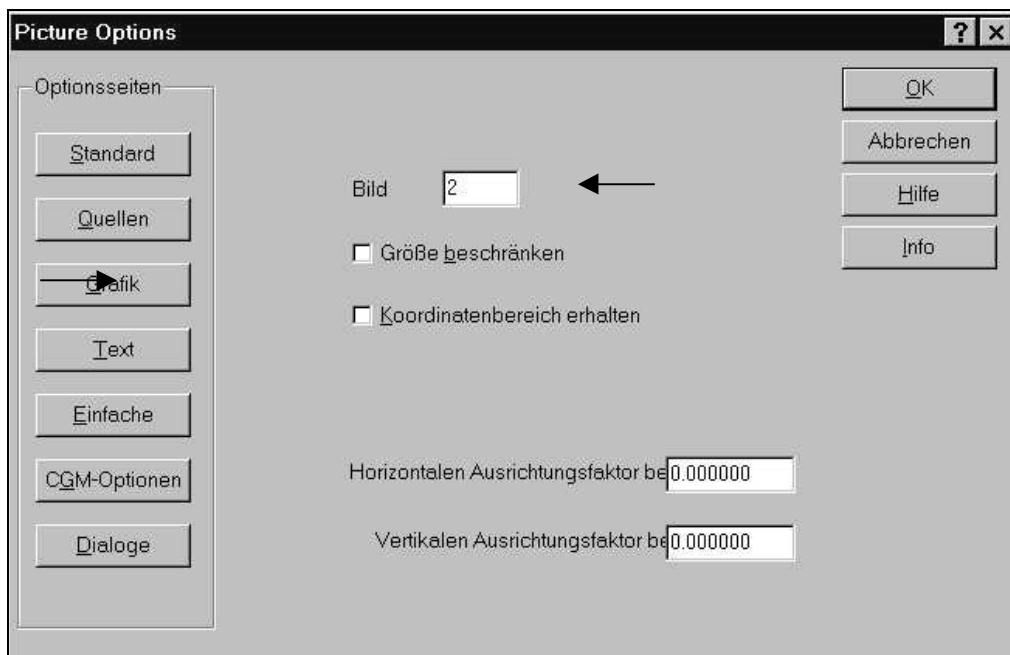 Picture Options
Optionsseiten
Standard
Quellen
Grafik
Text
Einfache
CGM-Optionen
Dialoge
Bild 2
Größe beschränken
Koordinatenbereich erhalten
Horizontalen Ausrichtungsfaktor be 0.000000
Vertikalen Ausrichtungsfaktor be 0.000000
OK
Abbrechen
Hilfe
Info